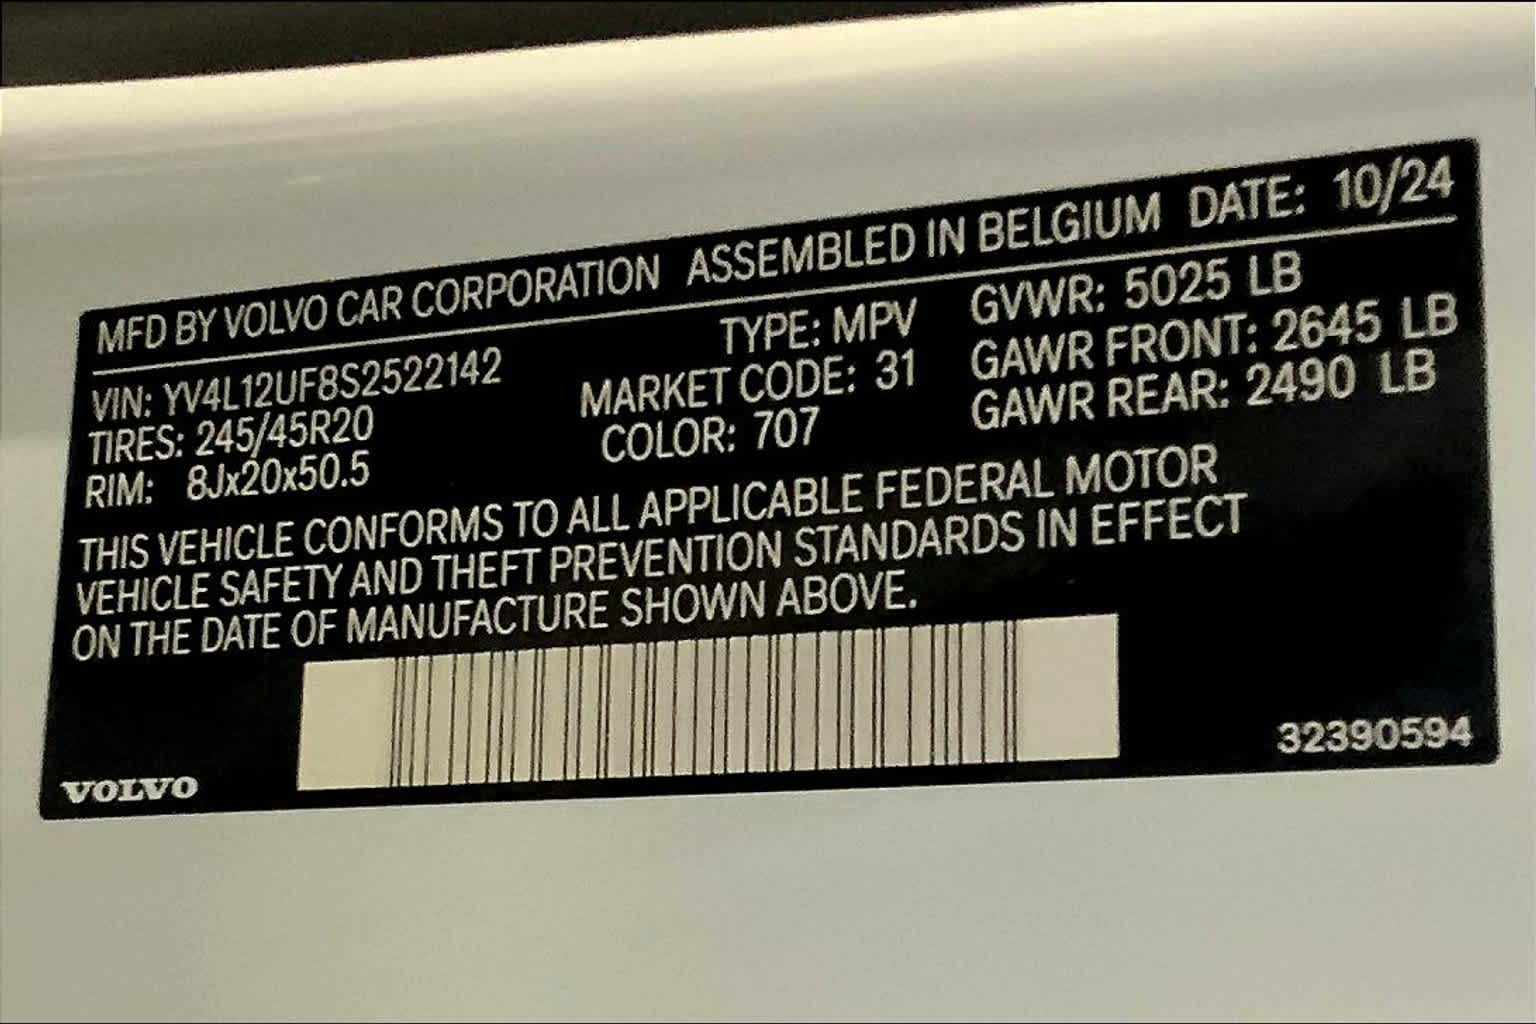 MFD BY VOLVO CAR CORPORATION ASSEMBLED IN BELGIUM DATE: 10/24
VIN: YV4L12UF8S2522142 TYPE: MPV GVWR: 5025 LB
TIRES: 245/45R20 MARKET CODE: 31 GAWR FRONT: 2645 LB
RIM: 8Jx20x50.5 COLOR: 707 GAWR REAR: 2490 LB
THIS VEHICLE CONFORMS TO ALL APPLICABLE FEDERAL MOTOR
VEHICLE SAFETY AND THEFT PREVENTION STANDARDS IN EFFECT
ON THE DATE OF MANUFACTURE SHOWN ABOVE.
VOLVO 32390594